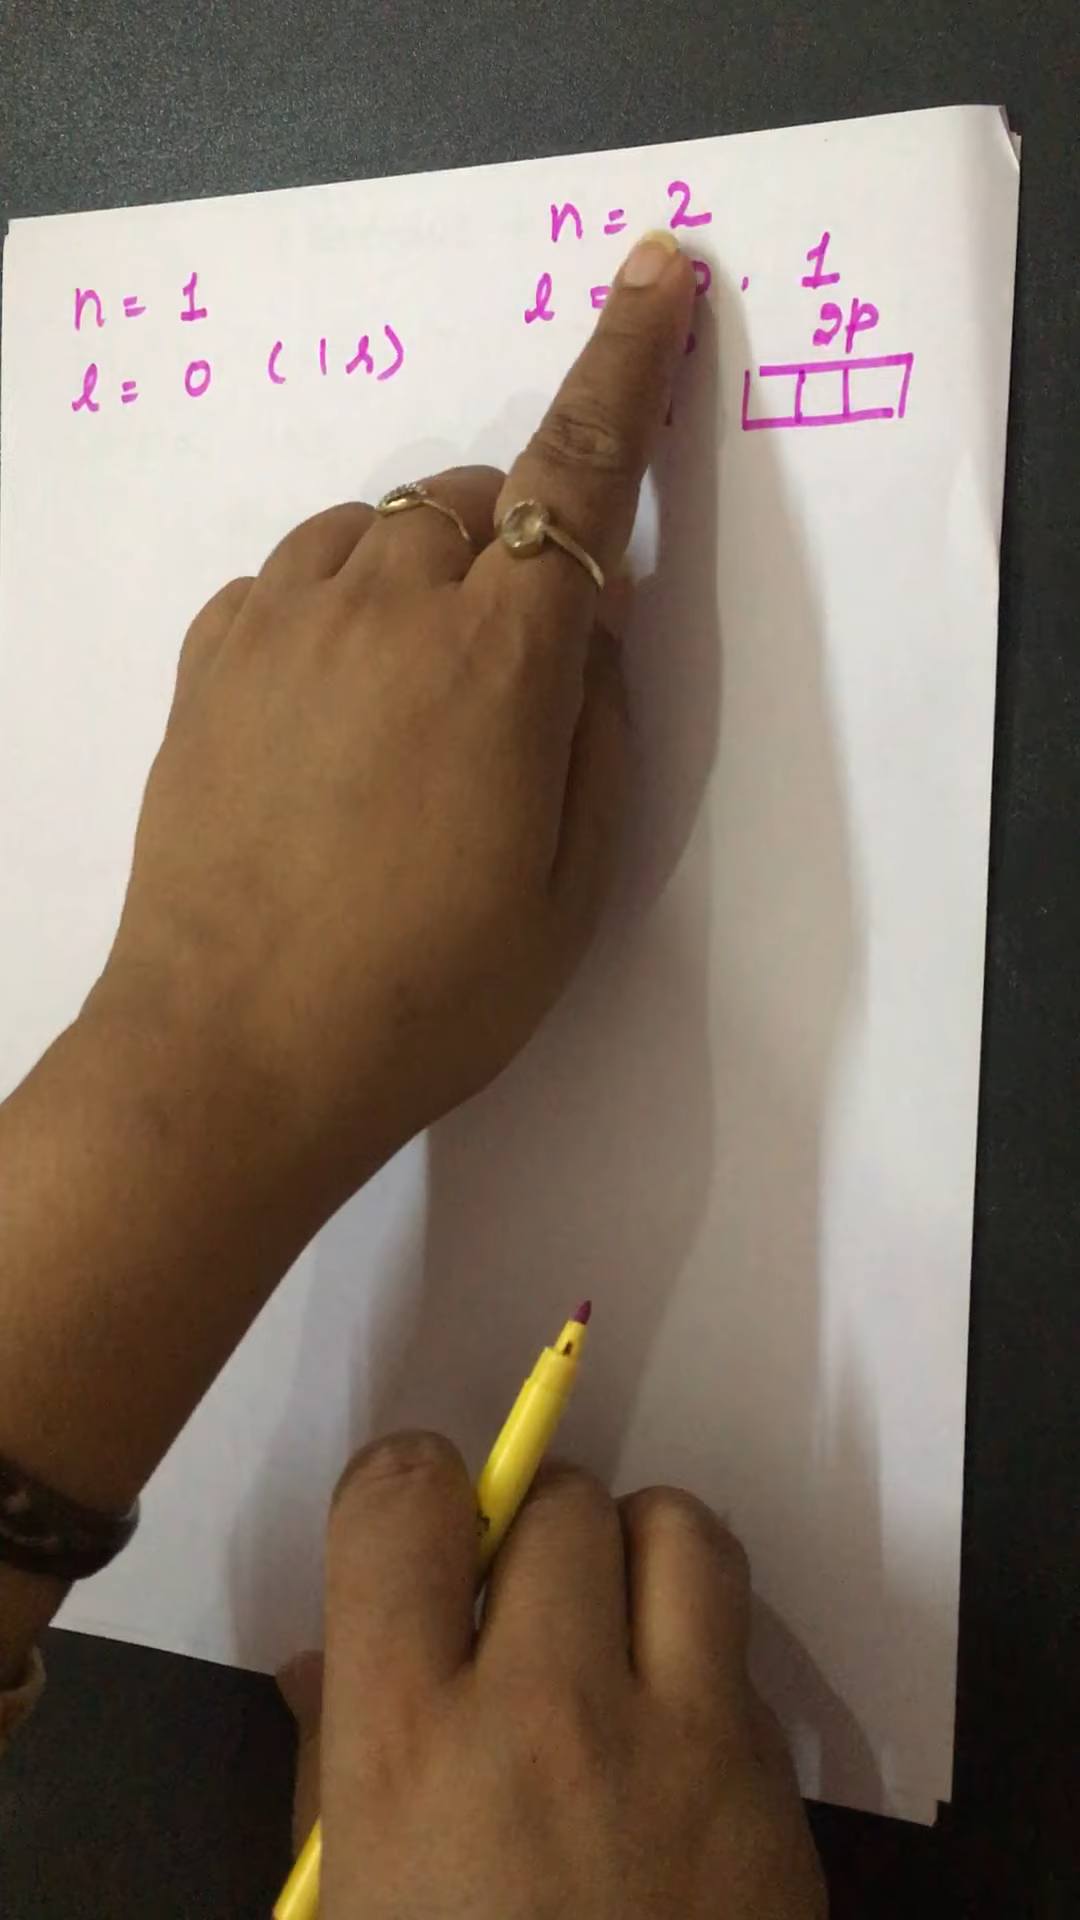 n = 1
l = 0 (1s)
n = 2
l = , 1
2p